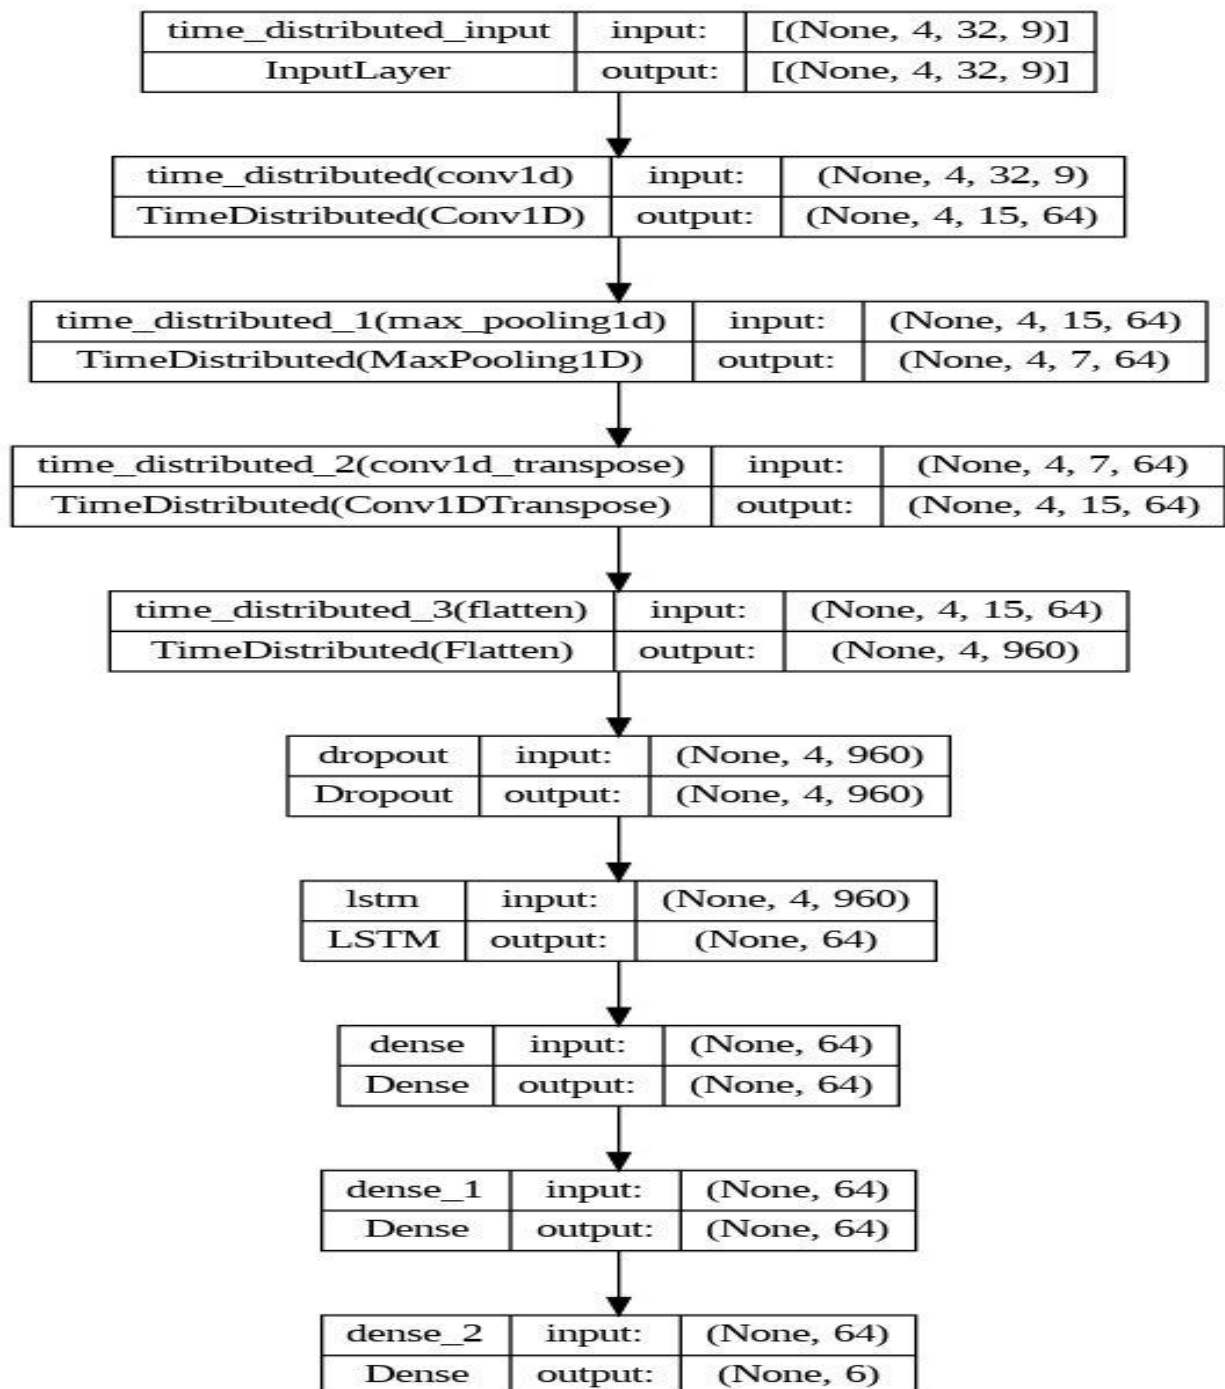 time_distributed_input input: [(None, 4, 32, 9)]
InputLayer output: [(None, 4, 32, 9)]
time_distributed(conv1d) input: (None, 4, 32, 9)
TimeDistributed(Conv1D) output: (None, 4, 15, 64)
time_distributed_1(max_pooling1d) input: (None, 4, 15, 64)
TimeDistributed(MaxPooling1D) output: (None, 4, 7, 64)
time_distributed_2(conv1d_transpose) input: (None, 4, 7, 64)
TimeDistributed(Conv1DTranspose) output: (None, 4, 15, 64)
time_distributed_3(flatten) input: (None, 4, 15, 64)
TimeDistributed(Flatten) output: (None, 4, 960)
dropout input: (None, 4, 960)
Dropout output: (None, 4, 960)
lstm input: (None, 4, 960)
LSTM output: (None, 64)
dense input: (None, 64)
Dense output: (None, 64)
dense_1 input: (None, 64)
Dense output: (None, 64)
dense_2 input: (None, 64)
Dense output: (None, 6)